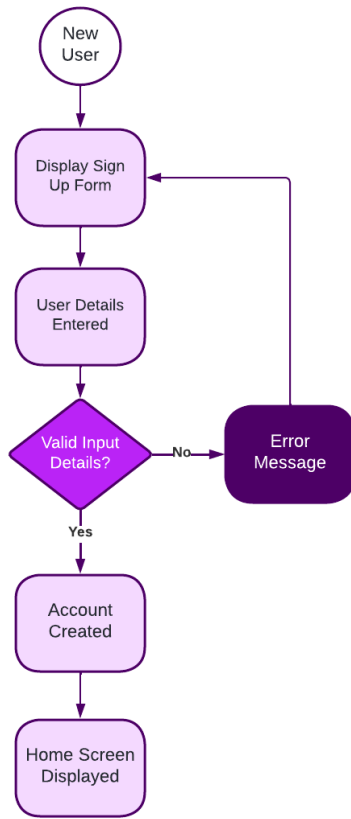 New
User
Display Sign
Up Form
User Details
Entered
Valid Input
Details?
No
Error
Message
Yes
Account
Created
Home Screen
Displayed